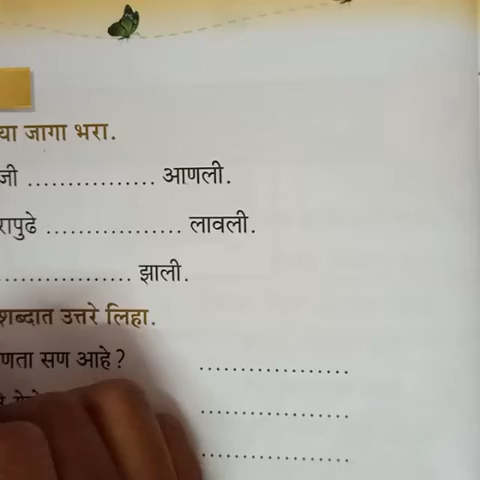 या जागा भरा.
जी ................ आणली.
रापुढे ................. लावली.
................ झाली.
शब्दात उत्तरे लिहा.
णता सण आहे? ..................
..................
..................